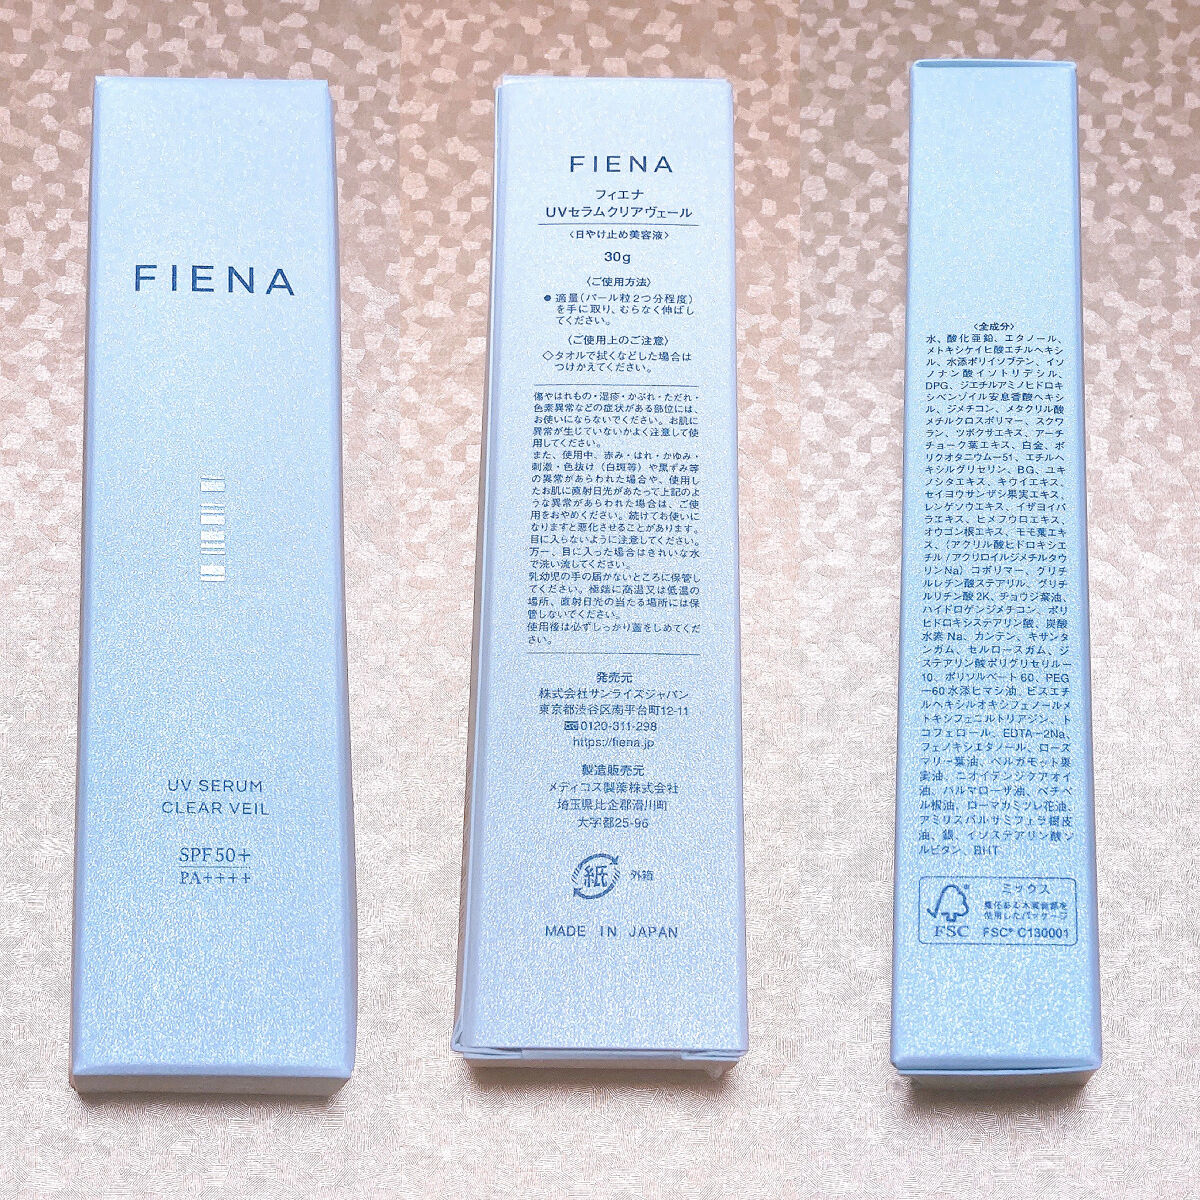 FIENA
UV SERUM
CLEAR VEIL
SPF50+
PA++++
FIENA
フィエナ
UVセラムクリアヴェール
〈日やけ止め美容液〉
30g
〈ご使用方法〉
●適量(パール粒2つ分程度)
を手に取り、むらなく伸ばし
てください。
〈ご使用上のご注意〉
◇タオルで拭くなどした場合は
つけかえてください。
傷やはれもの・湿疹・かぶれ・ただれ・
色素異常などの症状がある部位には、
お使いにならないでください。お肌に
異常が生じていないかよく注意して使
用してください。
また、使用中、赤み・はれ・かゆみ・
刺激・色抜け(白斑等)や黒ずみ等
の異常があらわれた場合や、使用し
たお肌に直射日光があたって上記のよ
うな異常があらわれた場合は、ご使
用をおやめください。続けてお使いに
なりますと悪化させることがあります。
目に入らないように注意してください。
万一、目に入った場合はきれいな水
で洗い流してください。
乳幼児の手の届かないところに保管し
てください。極端に高温又は低温の
場所、直射日光の当たる場所には保
管しないでください。
使用後は必ずしっかり蓋をしめてくだ
さい。
発売元
株式会社サンライズジャパン
東京都渋谷区南平台町12-11
0120-311-298
https://fiena.jp
製造販売元
メディコス製薬株式会社
埼玉県比企郡滑川町
大字都25-96
紙 外箱
MADE IN JAPAN
〈全成分〉
水、酸化亜鉛、エタノール、
メトキシケイヒ酸エチルヘキシ
ル、水添ポリイソブテン、イソ
ノナン酸イソトリデシル、
DPG、ジエチルアミノヒドロキ
シベンゾイル安息香酸ヘキシ
ル、ジメチコン、メタクリル酸
メチルクロスポリマー、スクワ
ラン、ツボクサエキス、アーチ
チョーク葉エキス、白金、ポ
リクオタニウム-51、エチルヘ
キシルグリセリン、BG、ユキ
ノシタエキス、キウイエキス、
セイヨウサンザシ果実エキス、
レンゲソウエキス、イザヨイバ
ラエキス、ヒメフウロエキス、
オウゴン根エキス、モモ葉エキ
ス、(アクリル酸ヒドロキシエ
チル/アクリロイルジメチルタウ
リンNa)コポリマー、グリチ
ルレチン酸ステアリル、グリチ
ルリチン酸2K、チョウジ葉油、
ハイドロゲンジメチコン、ポリ
ヒドロキシステアリン酸、炭酸
水素Na、カンテン、キサンタ
ンガム、セルロースガム、ジ
ステアリン酸ポリグリセリル-
10、ポリソルベート60、PEG
-60水添ヒマシ油、ビスエチ
ルヘキシルオキシフェノールメ
トキシフェニルトリアジン、ト
コフェロール、EDTA-2Na、
フェノキシエタノール、ローズ
マリー葉油、ベルガモット果
実油、ニオイテンジクアオイ
油、パルマローザ油、ベチベ
ル根油、ローマカミツレ花油、
アミリスバルサミフェラ樹皮
油、銀、イソステアリン酸ソ
ルビタン、BHT
ミックス
責任ある木質資源を
使用したパッケージ
FSC FSC® C130001